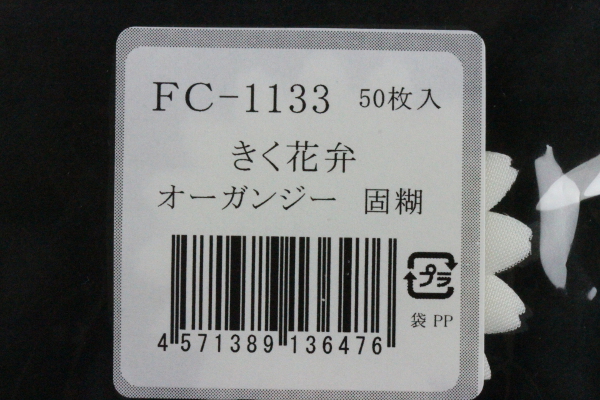 FC-1133 50枚入
きく花弁
オーガンジー 固糊
プラ
袋 PP
4 571389 136476